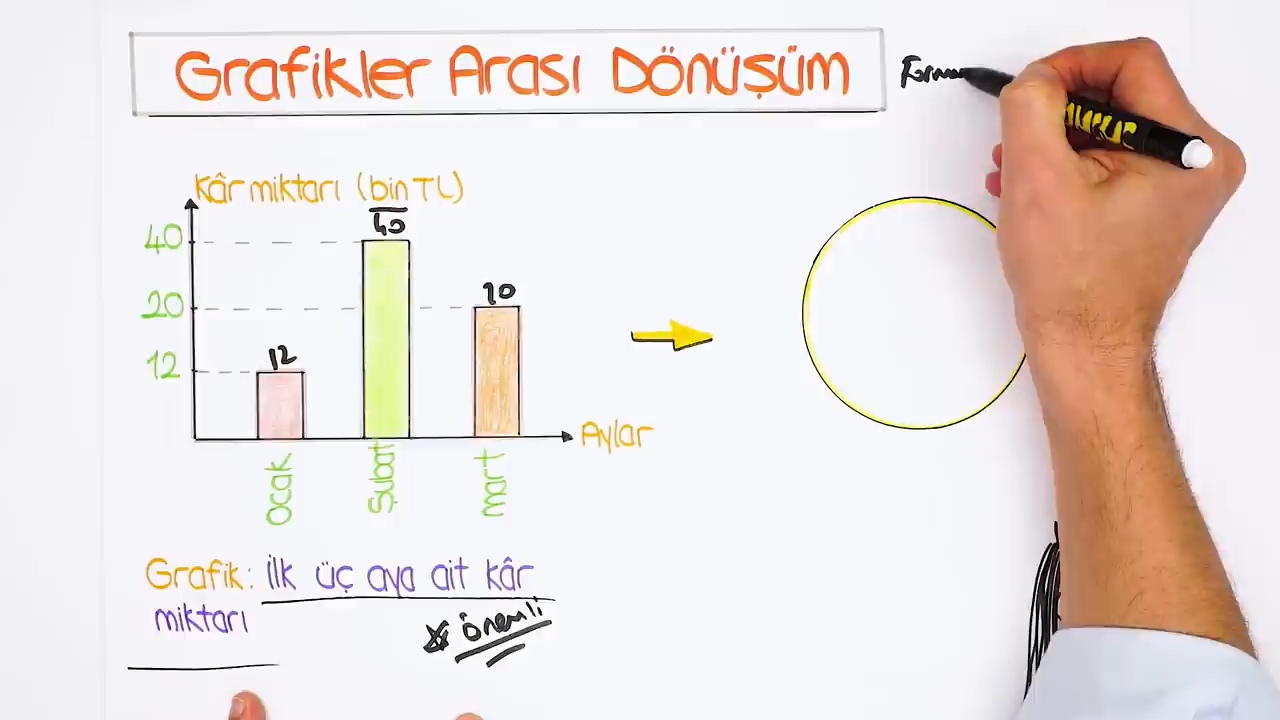 Grafikler Arası Dönüşüm
Kâr miktarı (bin TL)
40
40
20
20
12
12
Aylar
Ocak
Şubat
mart
Grafik: İlk üç aya ait kâr
miktarı
önemli